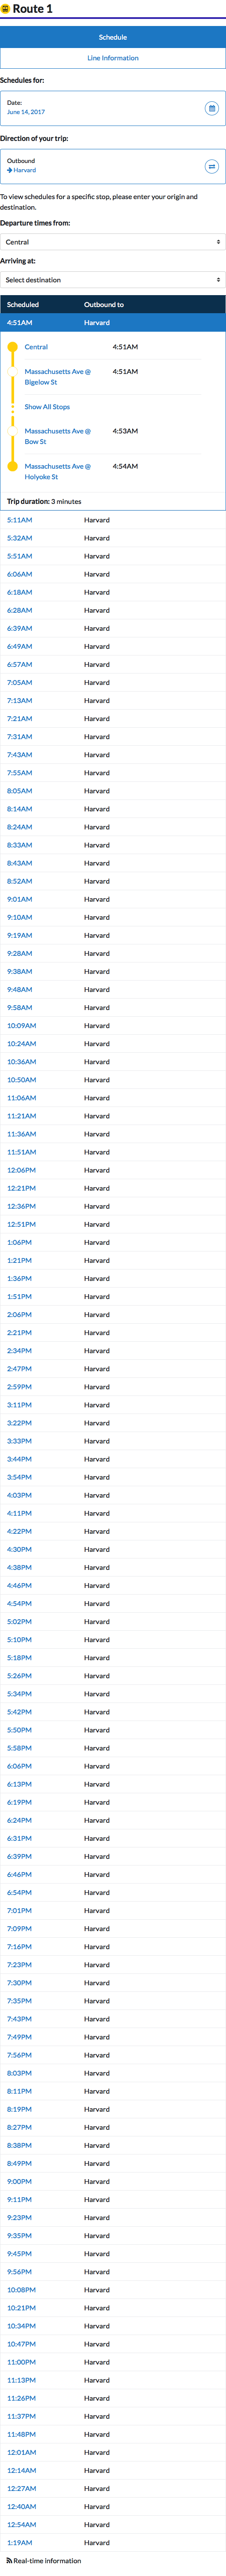 Route 1
Schedule
Line Information
Schedules for:
Date:
June 14, 2017
Direction of your trip:
Outbound
Harvard
To view schedules for a specific stop, please enter your origin and
destination.
Departure times from:
Central
Arriving at:
Select destination
Scheduled Outbound to
4:51AM Harvard
Central 4:51AM
Massachusetts Ave @ 4:51AM
Bigelow St
Show All Stops
Massachusetts Ave @ 4:53AM
Bow St
Massachusetts Ave @ 4:54AM
Holyoke St
Trip duration: 3 minutes
5:11AM Harvard
5:32AM Harvard
5:51AM Harvard
6:06AM Harvard
6:18AM Harvard
6:28AM Harvard
6:39AM Harvard
6:49AM Harvard
6:57AM Harvard
7:05AM Harvard
7:13AM Harvard
7:21AM Harvard
7:31AM Harvard
7:43AM Harvard
7:55AM Harvard
8:05AM Harvard
8:14AM Harvard
8:24AM Harvard
8:33AM Harvard
8:43AM Harvard
8:52AM Harvard
9:01AM Harvard
9:10AM Harvard
9:19AM Harvard
9:28AM Harvard
9:38AM Harvard
9:48AM Harvard
9:58AM Harvard
10:09AM Harvard
10:24AM Harvard
10:36AM Harvard
10:50AM Harvard
11:06AM Harvard
11:21AM Harvard
11:36AM Harvard
11:51AM Harvard
12:06PM Harvard
12:21PM Harvard
12:36PM Harvard
12:51PM Harvard
1:06PM Harvard
1:21PM Harvard
1:36PM Harvard
1:51PM Harvard
2:06PM Harvard
2:21PM Harvard
2:34PM Harvard
2:47PM Harvard
2:59PM Harvard
3:11PM Harvard
3:22PM Harvard
3:33PM Harvard
3:44PM Harvard
3:54PM Harvard
4:03PM Harvard
4:11PM Harvard
4:22PM Harvard
4:30PM Harvard
4:38PM Harvard
4:46PM Harvard
4:54PM Harvard
5:02PM Harvard
5:10PM Harvard
5:18PM Harvard
5:26PM Harvard
5:34PM Harvard
5:42PM Harvard
5:50PM Harvard
5:58PM Harvard
6:06PM Harvard
6:13PM Harvard
6:19PM Harvard
6:24PM Harvard
6:31PM Harvard
6:39PM Harvard
6:46PM Harvard
6:54PM Harvard
7:01PM Harvard
7:09PM Harvard
7:16PM Harvard
7:23PM Harvard
7:30PM Harvard
7:35PM Harvard
7:43PM Harvard
7:49PM Harvard
7:56PM Harvard
8:03PM Harvard
8:11PM Harvard
8:19PM Harvard
8:27PM Harvard
8:38PM Harvard
8:49PM Harvard
9:00PM Harvard
9:11PM Harvard
9:23PM Harvard
9:35PM Harvard
9:45PM Harvard
9:56PM Harvard
10:08PM Harvard
10:21PM Harvard
10:34PM Harvard
10:47PM Harvard
11:00PM Harvard
11:13PM Harvard
11:26PM Harvard
11:37PM Harvard
11:48PM Harvard
12:01AM Harvard
12:14AM Harvard
12:27AM Harvard
12:40AM Harvard
12:54AM Harvard
1:19AM Harvard
Real-time information